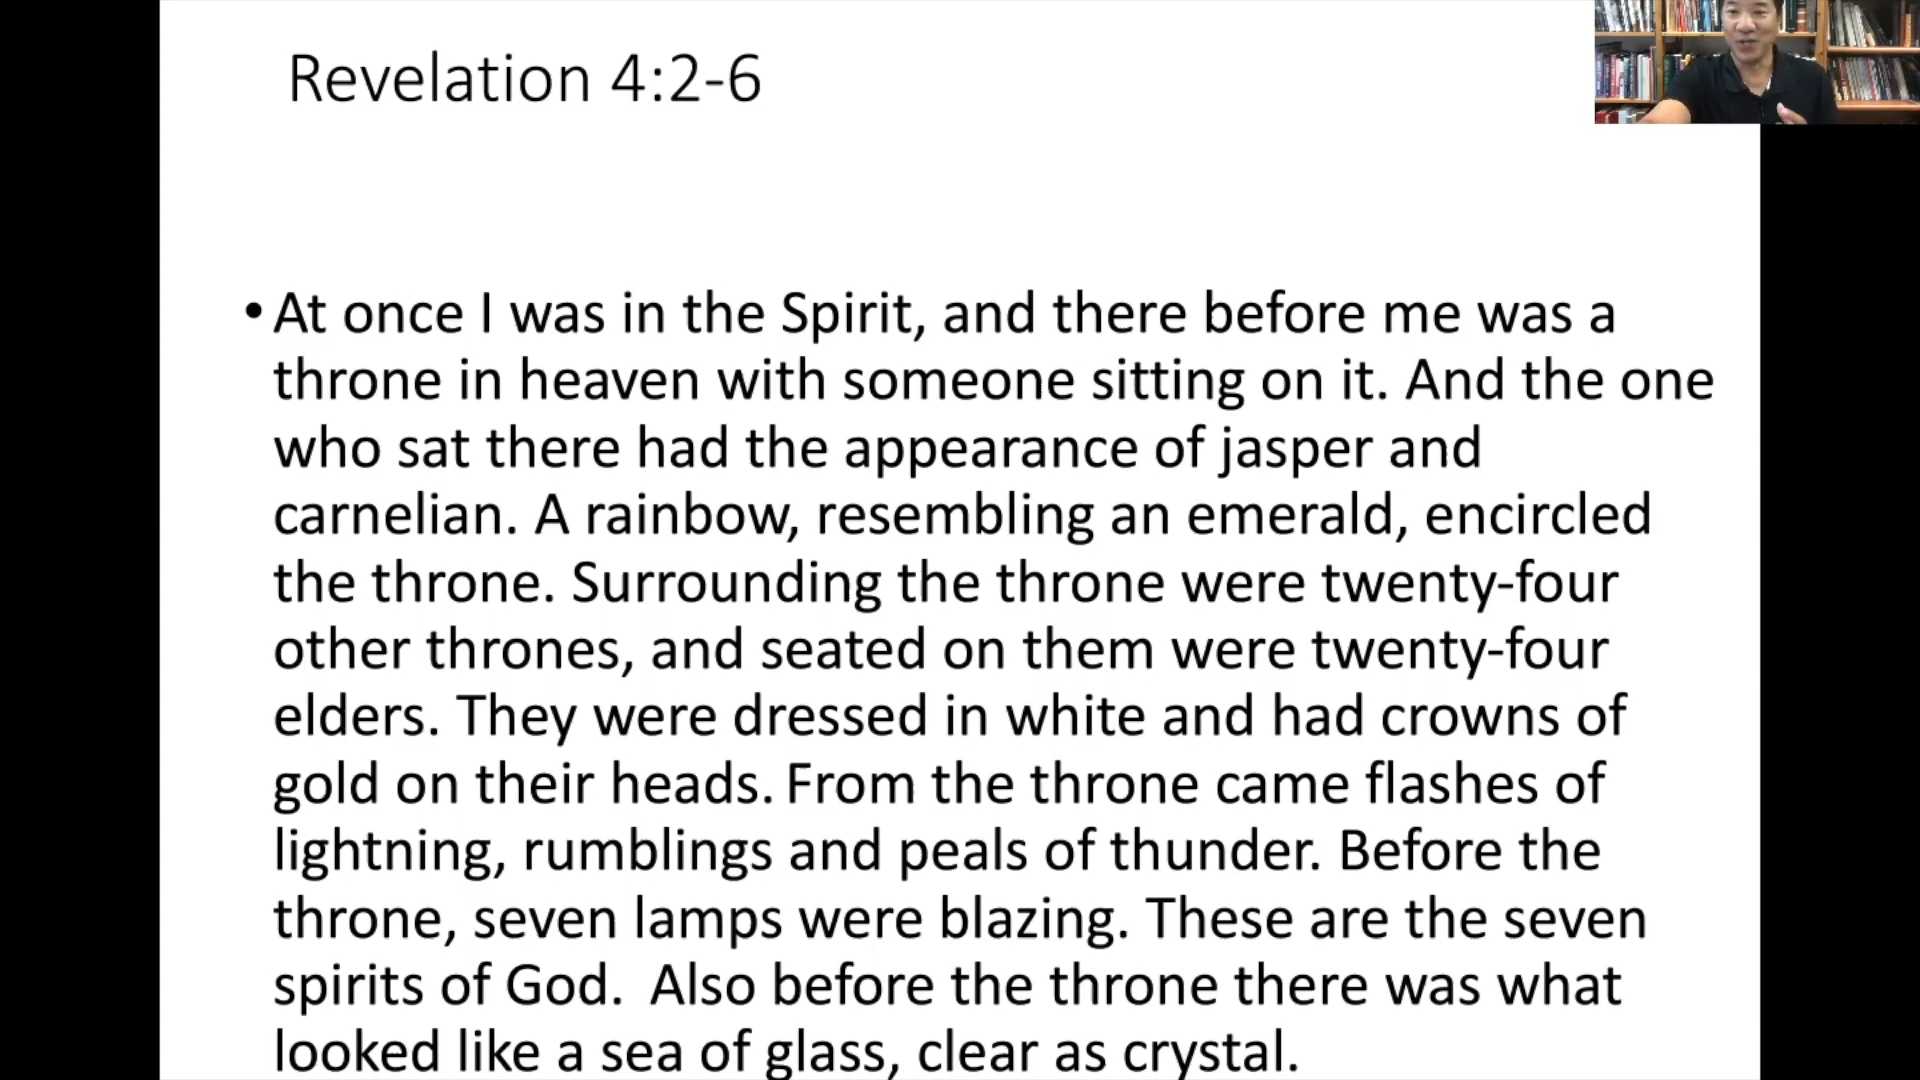 Revelation 4:2-6
• At once I was in the Spirit, and there before me was a
throne in heaven with someone sitting on it. And the one
who sat there had the appearance of jasper and
carnelian. A rainbow, resembling an emerald, encircled
the throne. Surrounding the throne were twenty-four
other thrones, and seated on them were twenty-four
elders. They were dressed in white and had crowns of
gold on their heads. From the throne came flashes of
lightning, rumblings and peals of thunder. Before the
throne, seven lamps were blazing. These are the seven
spirits of God.  Also before the throne there was what
looked like a sea of glass, clear as crystal.